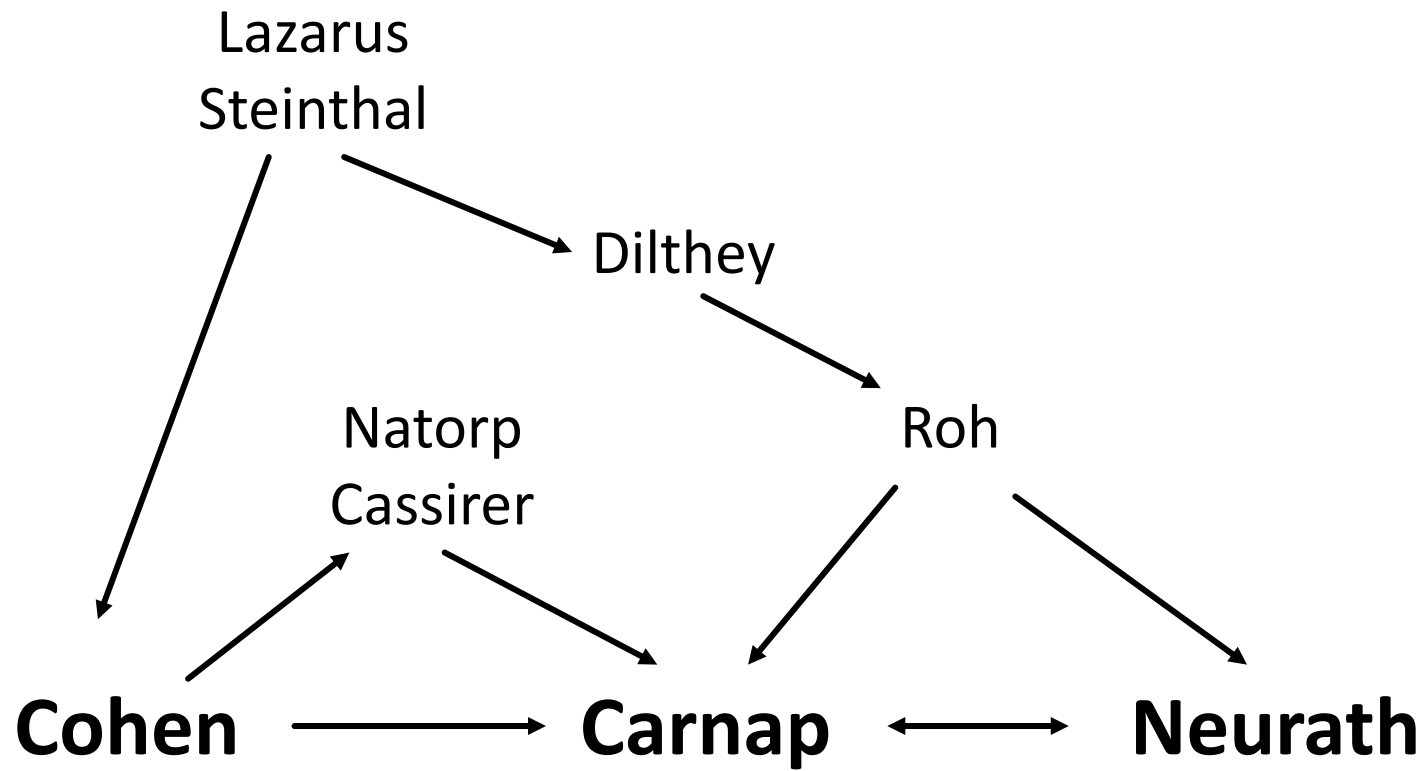 Lazarus
Steinthal
Dilthey
Natorp
Cassirer
Roh
Cohen
Carnap
Neurath